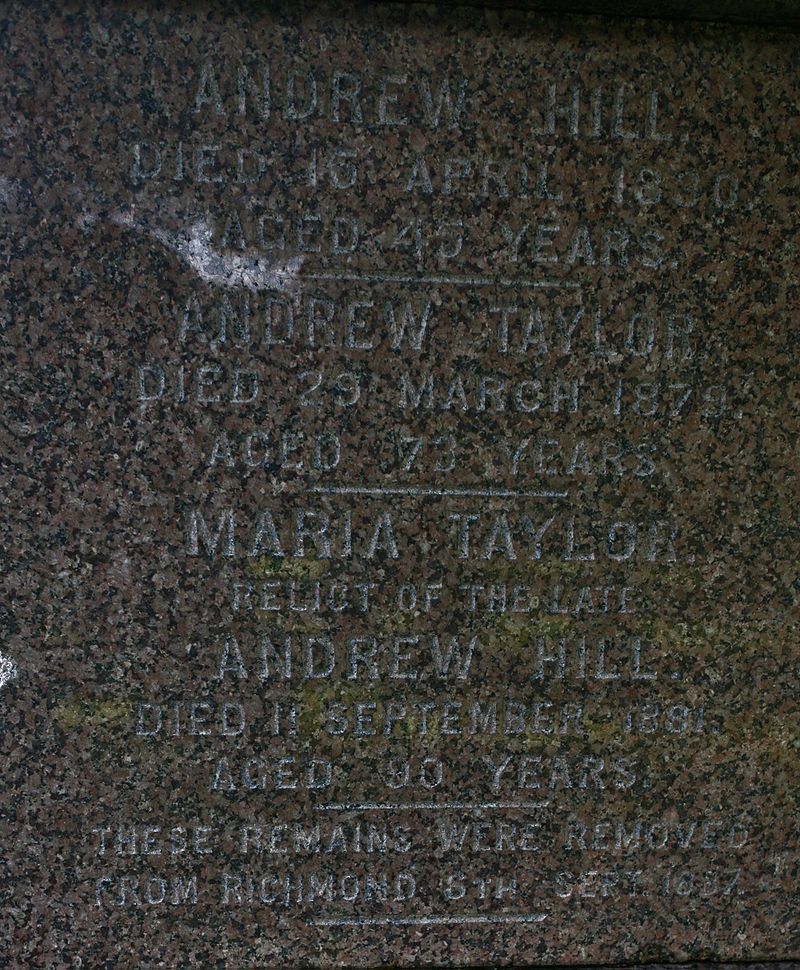 ANDREW HILL.
DIED 16 APRIL
AGED 45 YEARS.
ANDREW TAYLOR.
DIED 29 MARCH 1879.
AGED 73 YEARS
MARIA TAYLOR.
RELICT OF THE LATE
ANDREW HILL.
DIED 11 SEPTEMBER 1881.
AGED 90 YEARS.
THESE REMAINS WERE REMOVED
FROM RICHMOND 6TH SEPT. 1887.